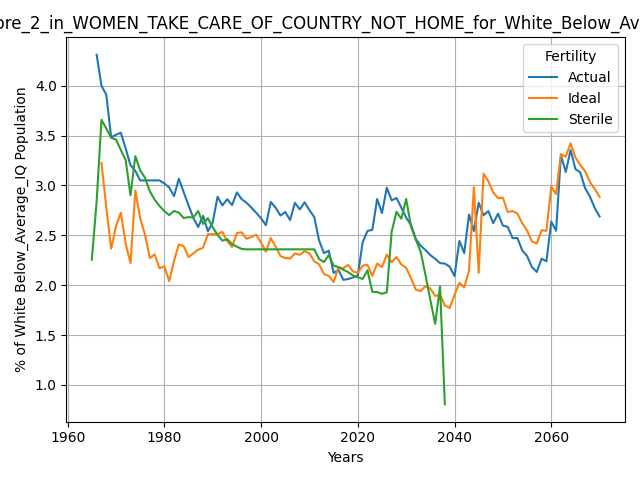 ore_2_in_WOMEN_TAKE_CARE_OF_COUNTRY_NOT_HOME_for_White_Below_Av
Fertility
Actual
Ideal
Sterile
% of White Below_Average_IQ Population
4.0
3.5
3.0
2.5
2.0
1.5
1.0
1960 1980 2000 2020 2040 2060
Years